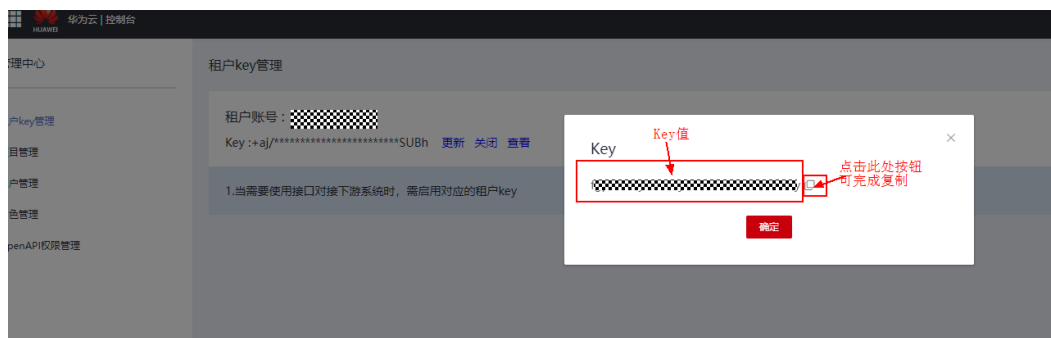 HUAWEI
华为云 | 控制台
理中心
户key管理
目管理
户管理
色管理
penAPI权限管理
租户key管理
租户账号：
Key :+aj/************************SUBh 更新 关闭 查看
1.当需要使用接口对接下游系统时，需启用对应的租户key
Key值
Key
点击此处按钮
可完成复制
确定